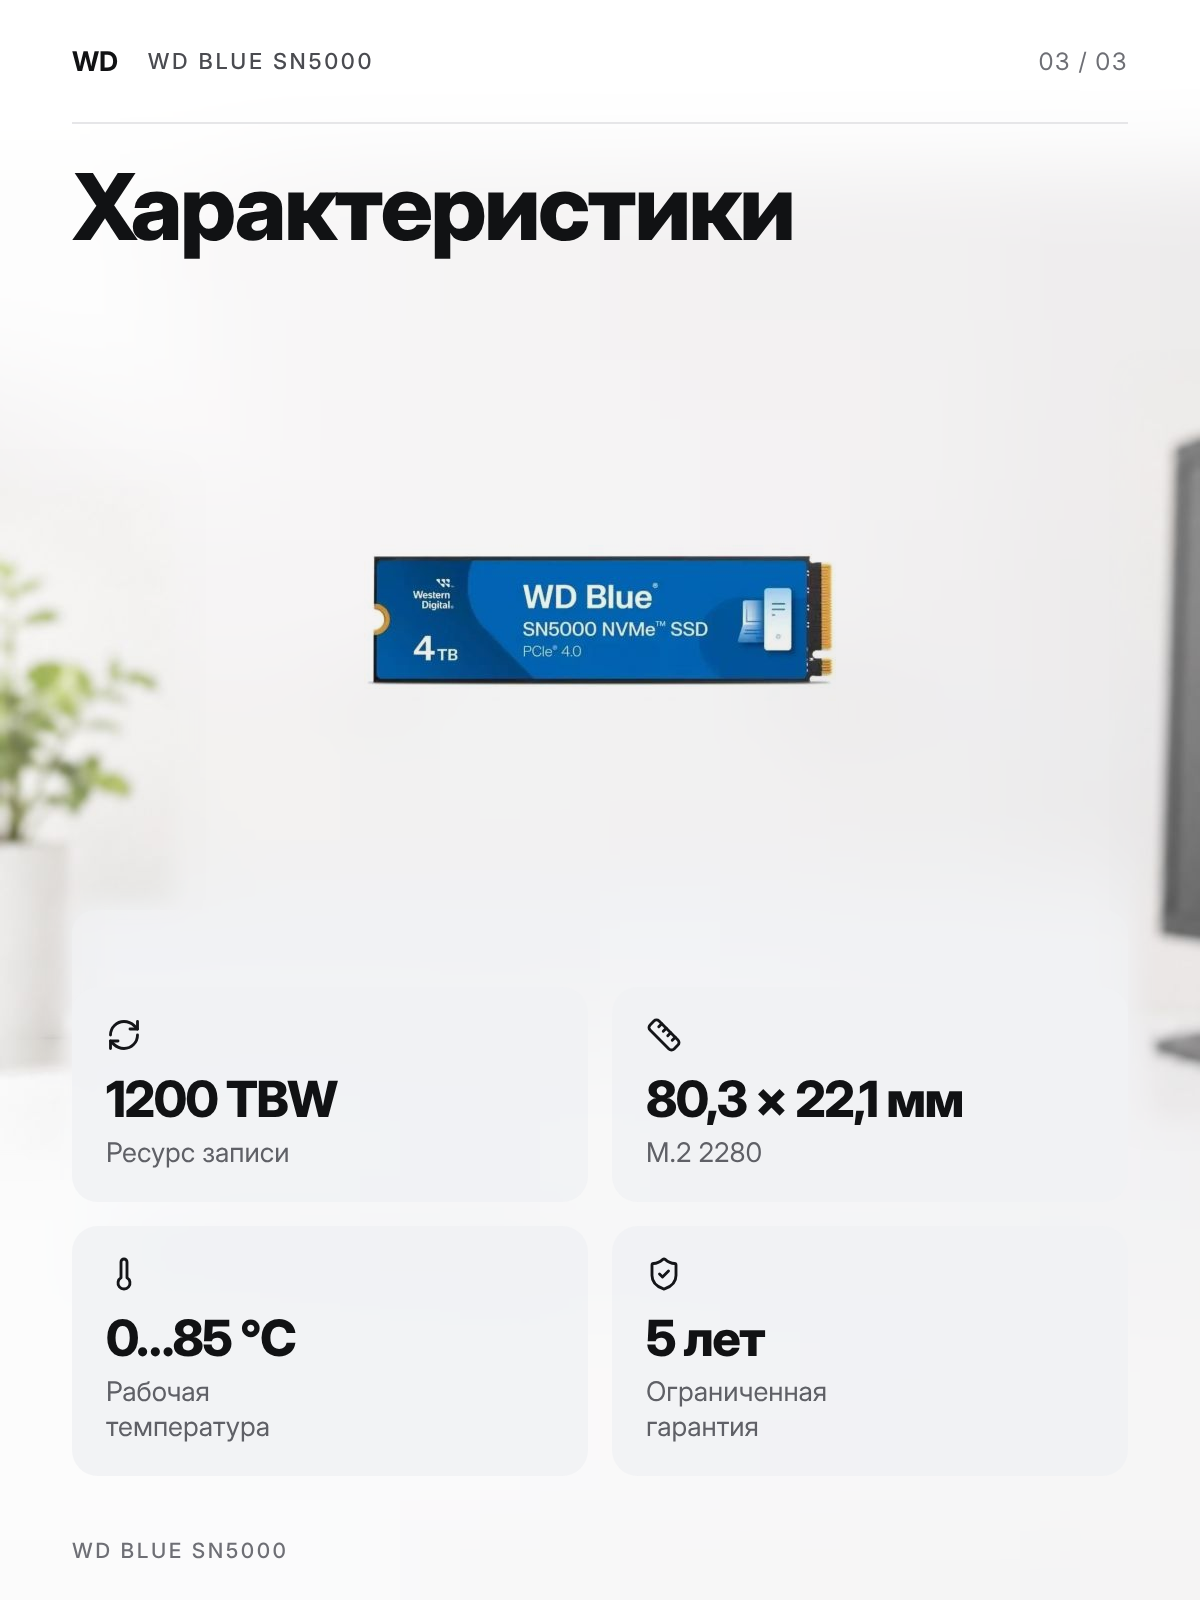 WD WD BLUE SN5000 03 / 03
Характеристики
Western
Digital®
4 TB
WD Blue®
SN5000 NVMe™ SSD
PCIe® 4.0
1200 TBW
Ресурс записи
80,3 × 22,1 мм
M.2 2280
0…85 °C
Рабочая
температура
5 лет
Ограниченная
гарантия
WD BLUE SN5000